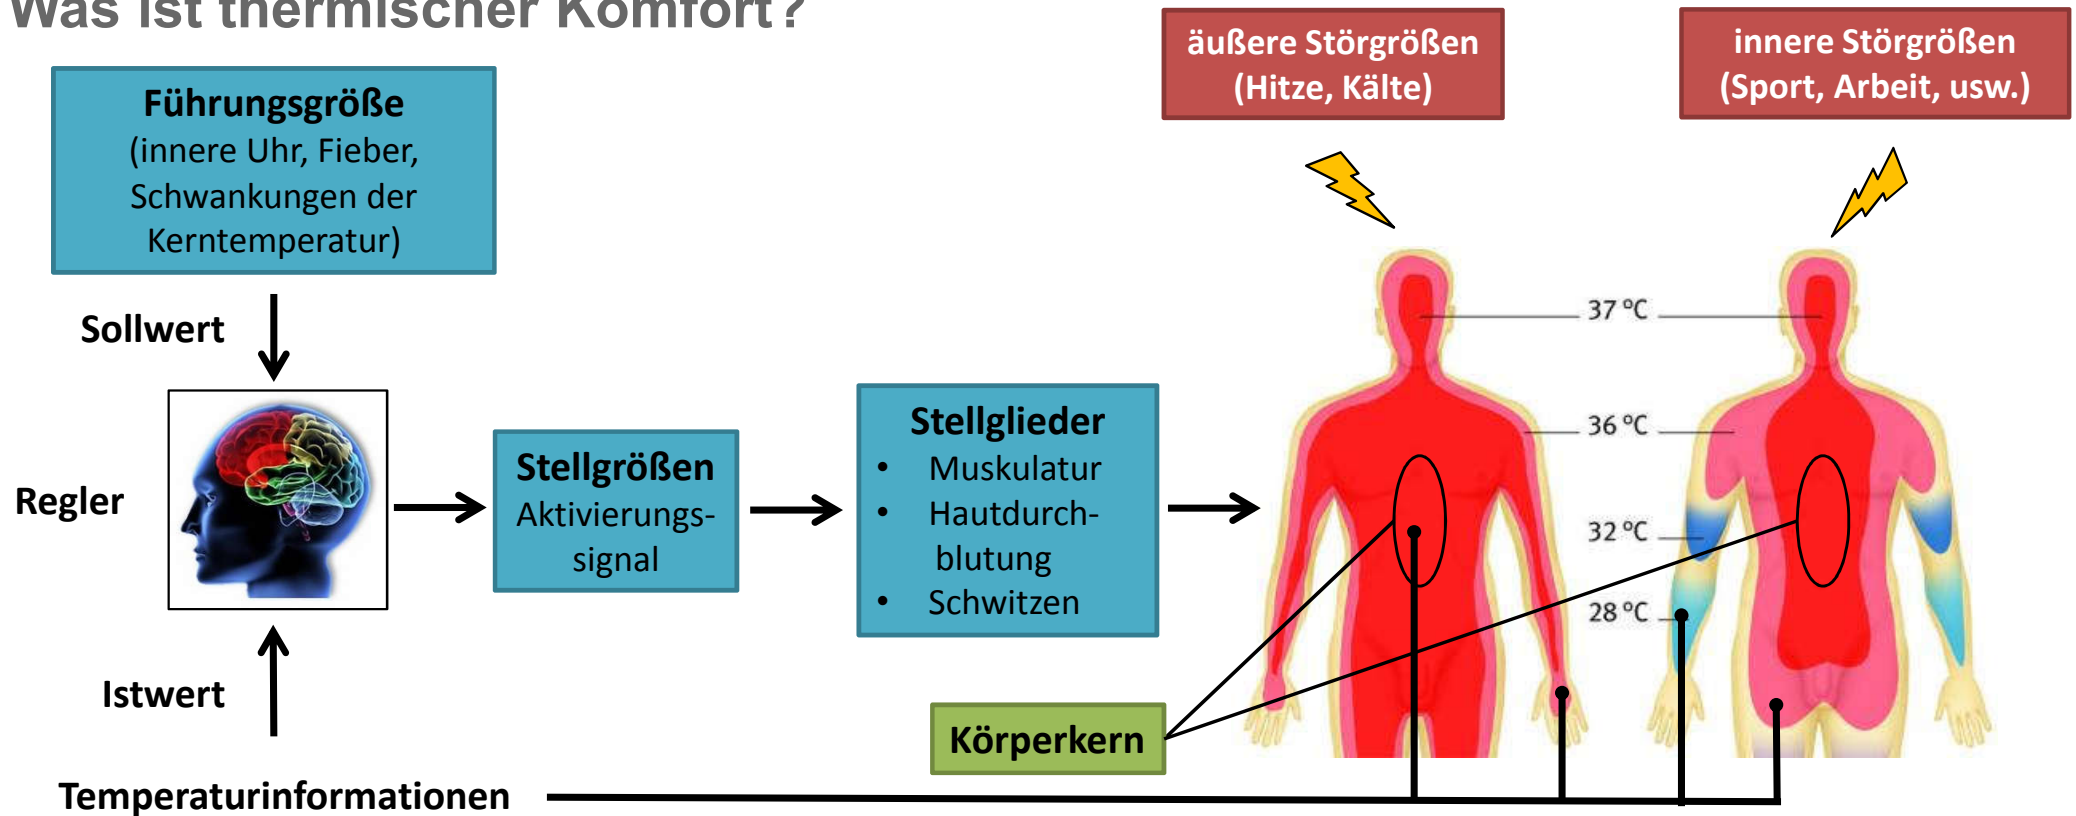 Was ist thermischer Komfort?
äußere Störgrößen
(Hitze, Kälte)
innere Störgrößen
(Sport, Arbeit, usw.)
Führungsgröße
(innere Uhr, Fieber,
Schwankungen der
Kerntemperatur)
Sollwert
Regler
Istwert
Temperaturinformationen
Stellgrößen
Aktivierungs-
signal
Stellglieder
• Muskulatur
• Hautdurch-
blutung
• Schwitzen
Körperkern
37 °C
36 °C
32 °C
28 °C